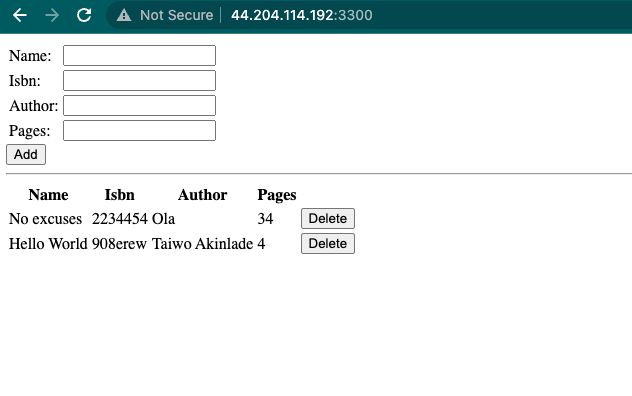 Not Secure 44.204.114.192:3300
Name:
Isbn:
Author:
Pages:
Add
Name Isbn Author Pages
No excuses 2234454 Ola 34 Delete
Hello World 908erew Taiwo Akinlade 4 Delete